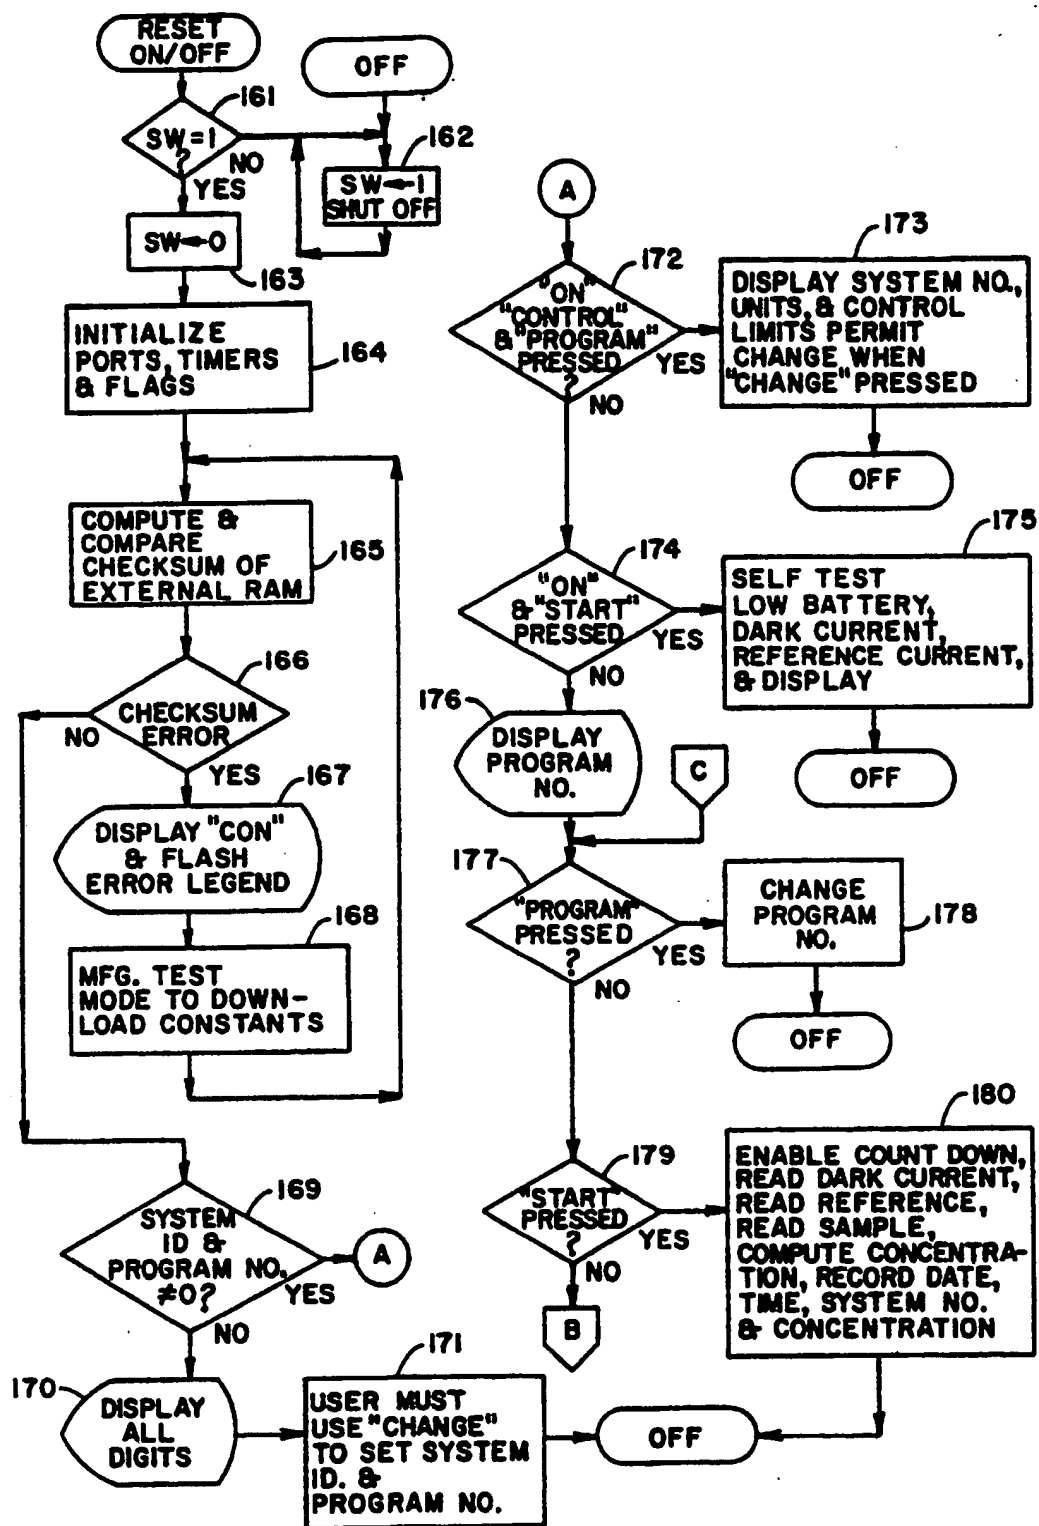 RESET
ON/OFF
OFF
161
SW=1
?
NO
YES
162
SW←1
SHUT OFF
SW←0
163
INITIALIZE
PORTS, TIMERS
& FLAGS
164
COMPUTE &
COMPARE
CHECKSUM OF
EXTERNAL RAM
165
166
CHECKSUM
ERROR
NO
YES
167
DISPLAY "CON"
& FLASH
ERROR LEGEND
168
MFG. TEST
MODE TO DOWN-
LOAD CONSTANTS
169
SYSTEM
ID &
PROGRAM NO.
≠0?
YES
A
NO
170
DISPLAY
ALL
DIGITS
171
USER MUST
USE "CHANGE"
TO SET SYSTEM
ID. &
PROGRAM NO.
OFF
A
172
"ON"
"CONTROL"
& "PROGRAM"
PRESSED
?
YES
NO
173
DISPLAY SYSTEM NO.,
UNITS, & CONTROL
LIMITS PERMIT
CHANGE WHEN
"CHANGE" PRESSED
OFF
174
"ON"
& "START"
PRESSED
YES
NO
175
SELF TEST
LOW BATTERY,
DARK CURRENT,
REFERENCE CURRENT,
& DISPLAY
OFF
176
DISPLAY
PROGRAM
NO.
C
177
"PROGRAM"
PRESSED
?
YES
NO
CHANGE
PROGRAM
NO.
178
OFF
179
"START"
PRESSED
?
YES
NO
B
180
ENABLE COUNT DOWN,
READ DARK CURRENT,
READ REFERENCE,
READ SAMPLE,
COMPUTE CONCENTRA-
TION, RECORD DATE,
TIME, SYSTEM NO.
& CONCENTRATION